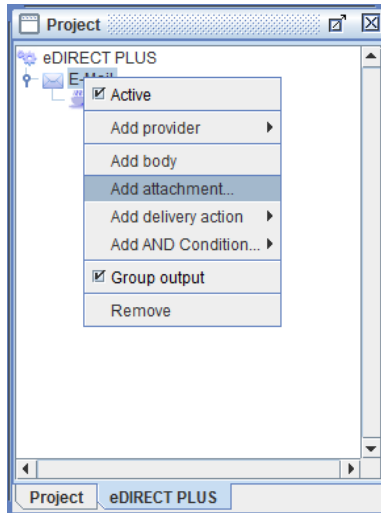 Project
eDIRECT PLUS
E-Mail
Active
Add provider
Add body
Add attachment...
Add delivery action
Add AND Condition...
Group output
Remove
Project eDIRECT PLUS